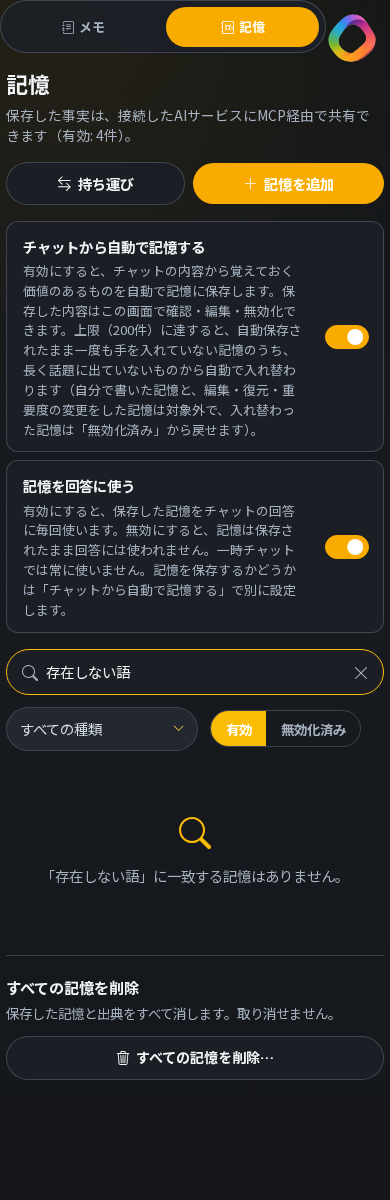 メモ
記憶
記憶
保存した事実は、接続したAIサービスにMCP経由で共有で
きます（有効: 4件）。
持ち運び
記憶を追加
チャットから自動で記憶する
有効にすると、チャットの内容から覚えておく
価値のあるものを自動で記憶に保存します。保
存した内容はこの画面で確認・編集・無効化で
きます。上限（200件）に達すると、自動保存さ
れたまま一度も手を入れていない記憶のうち、
長く話題に出ていないものから自動で入れ替わ
ります（自分で書いた記憶と、編集・復元・重
要度の変更をした記憶は対象外で、入れ替わっ
た記憶は「無効化済み」から戻せます）。
記憶を回答に使う
有効にすると、保存した記憶をチャットの回答
に毎回使います。無効にすると、記憶は保存さ
れたまま回答には使われません。一時チャット
では常に使いません。記憶を保存するかどうか
は「チャットから自動で記憶する」で別に設定
します。
存在しない語
すべての種類
有効
無効化済み
「存在しない語」に一致する記憶はありません。
すべての記憶を削除
保存した記憶と出典をすべて消します。取り消せません。
すべての記憶を削除…